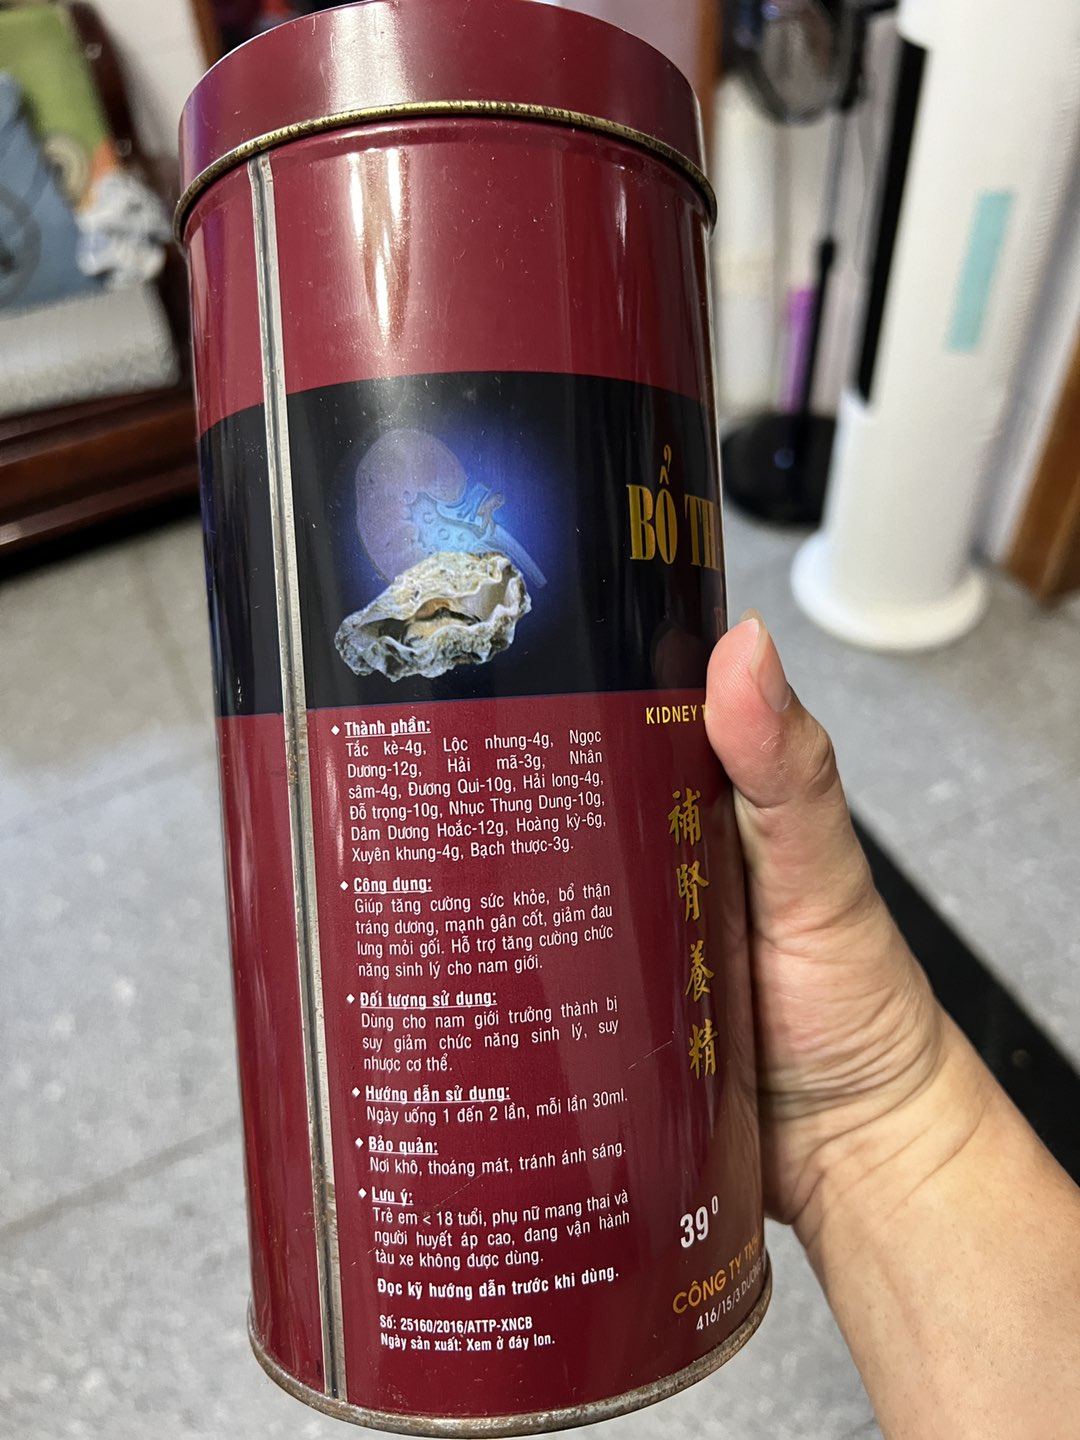 BỔ
KIDNEY
補
腎
養
精
39⁰
CÔNG TY
416/15/3
◆ Thành phần:
Tắc kè-4g, Lộc nhung-4g, Ngọc
Dương-12g, Hải mã-3g, Nhân
sâm-4g, Đương Qui-10g, Hải long-4g,
Đỗ trọng-10g, Nhục Thung Dung-10g,
Dâm Dương Hoắc-12g, Hoàng kỳ-6g,
Xuyên khung-4g, Bạch thược-3g.
◆ Công dụng:
Giúp tăng cường sức khỏe, bổ thận
tráng dương, mạnh gân cốt, giảm đau
lưng mỏi gối. Hỗ trợ tăng cường chức
năng sinh lý cho nam giới.
◆ Đối tượng sử dụng:
Dùng cho nam giới trưởng thành bị
suy giảm chức năng sinh lý, suy
nhược cơ thể.
◆ Hướng dẫn sử dụng:
Ngày uống 1 đến 2 lần, mỗi lần 30ml.
◆ Bảo quản:
Nơi khô, thoáng mát, tránh ánh sáng.
◆ Lưu ý:
Trẻ em < 18 tuổi, phụ nữ mang thai và
người huyết áp cao, đang vận hành
tàu xe không được dùng.
Đọc kỹ hướng dẫn trước khi dùng.
Số: 25160/2016/ATTP-XNCB
Ngày sản xuất: Xem ở đáy lon.